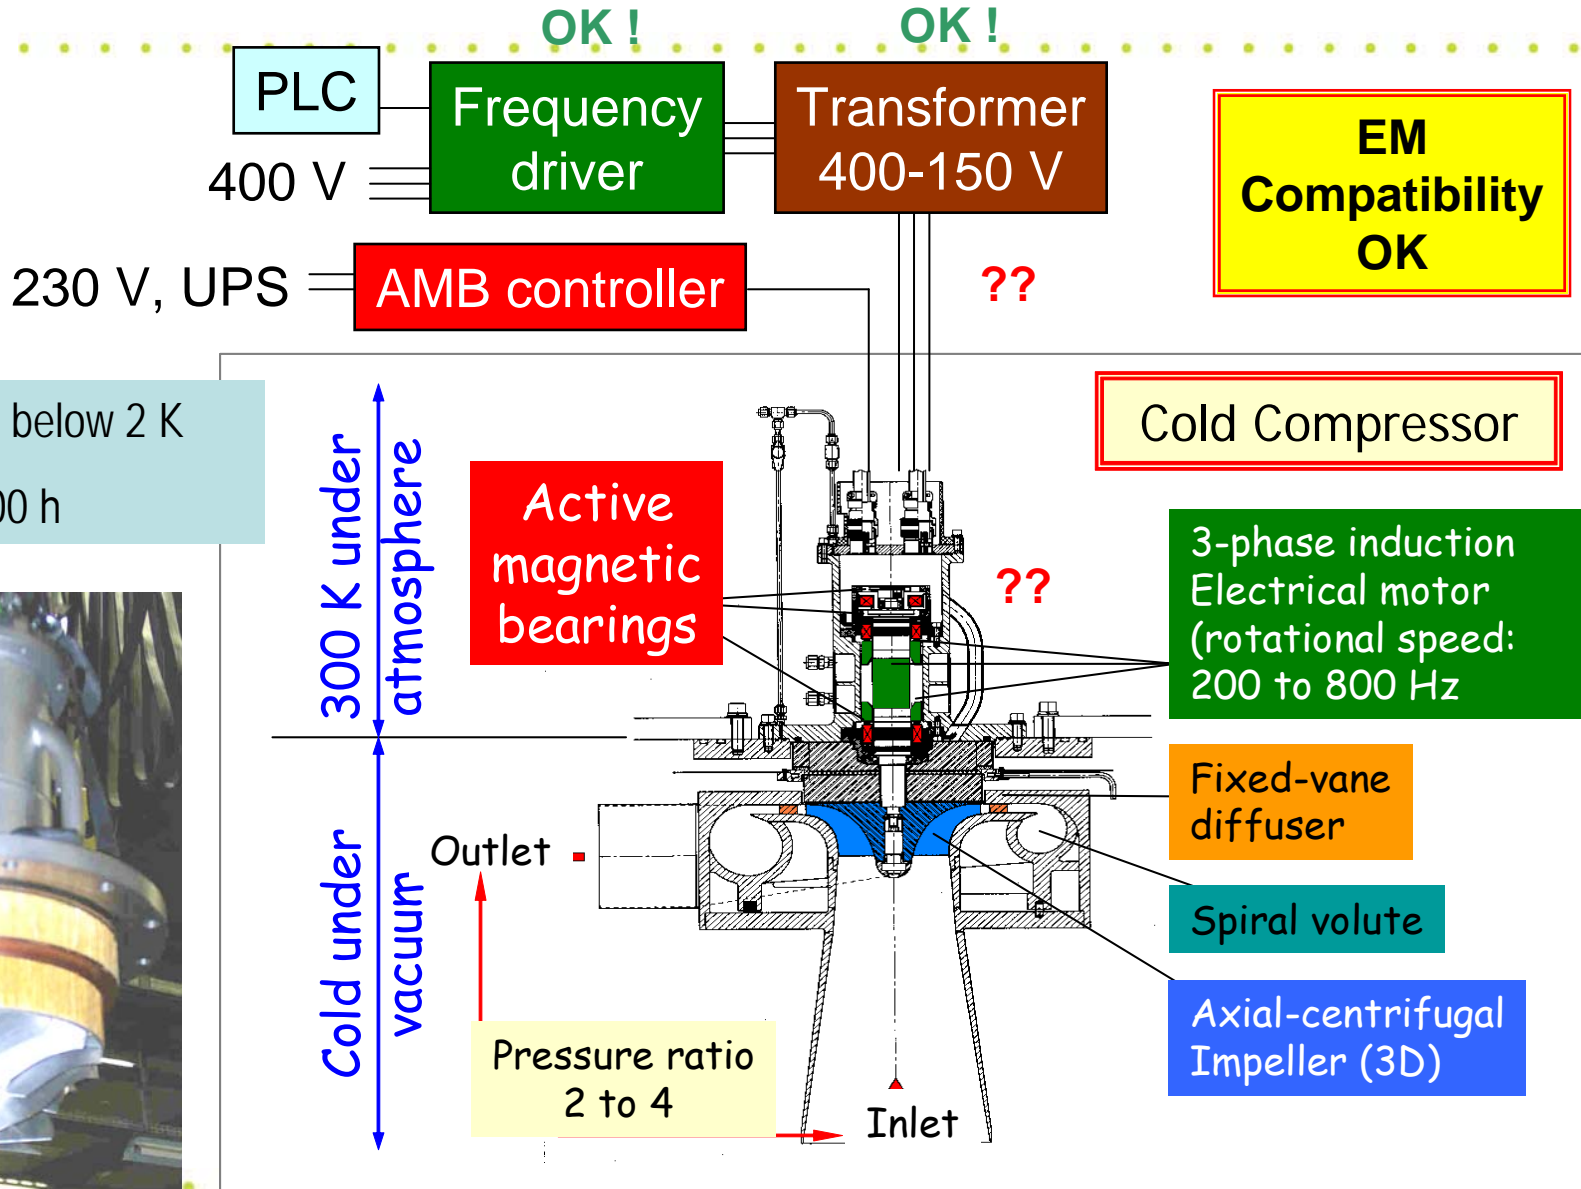 OK !
OK !
PLC
Frequency
driver
Transformer
400-150 V
400 V
EM
Compatibility
OK
230 V, UPS
AMB controller
??
below 2 K
00 h
Cold Compressor
300 K under
atmosphere
Active
magnetic
bearings
??
3-phase induction
Electrical motor
(rotational speed:
200 to 800 Hz
Fixed-vane
diffuser
Outlet
Spiral volute
Cold under
vacuum
Axial-centrifugal
Impeller (3D)
Pressure ratio
2 to 4
Inlet